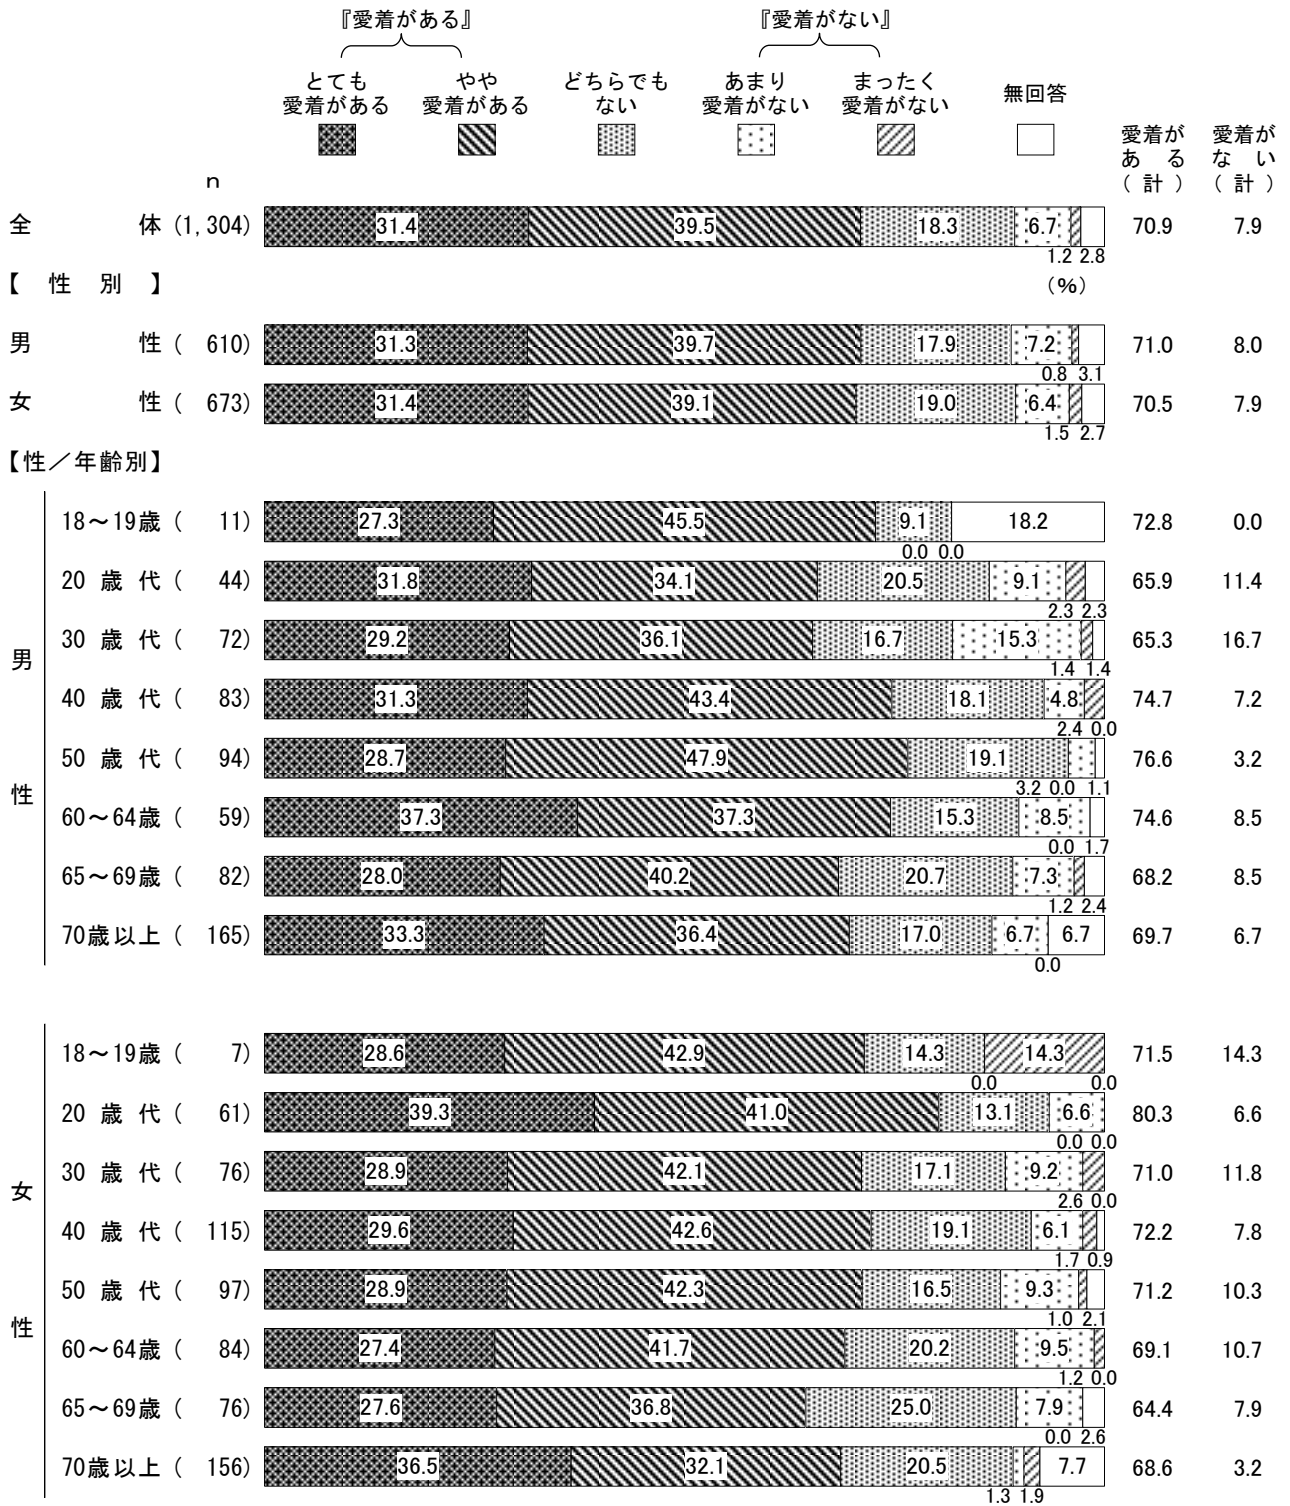 『愛着がある』 『愛着がない』
とても やや どちらでも あまり まったく 無回答
愛着がある 愛着がある ない 愛着がない 愛着がない
愛着が 愛着が
ある ない
(計) (計)
n
全体 (1,304) 31.4 39.5 18.3 6.7 70.9 7.9
1.2 2.8
【性別】 (%)
男性 ( 610) 31.3 39.7 17.9 7.2 71.0 8.0
0.8 3.1
女性 ( 673) 31.4 39.1 19.0 6.4 70.5 7.9
1.5 2.7
【性/年齢別】
男性
18~19歳 ( 11) 27.3 45.5 9.1 18.2 72.8 0.0
0.0 0.0
20歳代 ( 44) 31.8 34.1 20.5 9.1 65.9 11.4
2.3 2.3
30歳代 ( 72) 29.2 36.1 16.7 15.3 65.3 16.7
1.4 1.4
40歳代 ( 83) 31.3 43.4 18.1 4.8 74.7 7.2
2.4 0.0
50歳代 ( 94) 28.7 47.9 19.1 76.6 3.2
3.2 0.0 1.1
60~64歳 ( 59) 37.3 37.3 15.3 8.5 74.6 8.5
0.0 1.7
65~69歳 ( 82) 28.0 40.2 20.7 7.3 68.2 8.5
1.2 2.4
70歳以上 ( 165) 33.3 36.4 17.0 6.7 6.7 69.7 6.7
0.0
女性
18~19歳 ( 7) 28.6 42.9 14.3 14.3 71.5 14.3
0.0 0.0
20歳代 ( 61) 39.3 41.0 13.1 6.6 80.3 6.6
0.0 0.0
30歳代 ( 76) 28.9 42.1 17.1 9.2 71.0 11.8
2.6 0.0
40歳代 ( 115) 29.6 42.6 19.1 6.1 72.2 7.8
1.7 0.9
50歳代 ( 97) 28.9 42.3 16.5 9.3 71.2 10.3
1.0 2.1
60~64歳 ( 84) 27.4 41.7 20.2 9.5 69.1 10.7
1.2 0.0
65~69歳 ( 76) 27.6 36.8 25.0 7.9 64.4 7.9
0.0 2.6
70歳以上 ( 156) 36.5 32.1 20.5 7.7 68.6 3.2
1.3 1.9